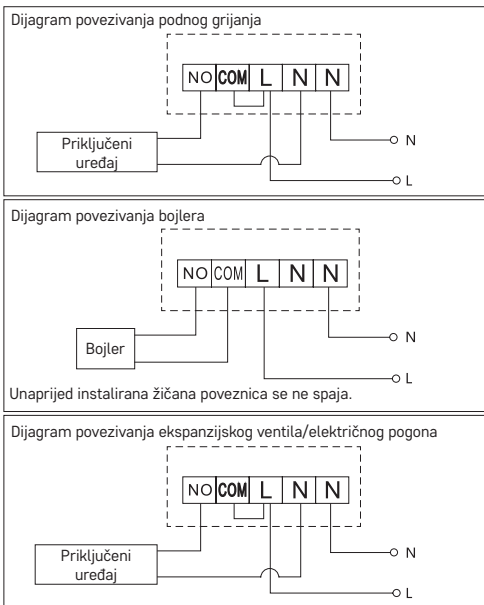 Dijagram povezivanja podnog grijanja
NO COM L N N
Priključeni
uređaj
N
L
Dijagram povezivanja bojlera
NO COM L N N
Bojler
N
L
Unaprijed instalirana žičana poveznica se ne spaja.
Dijagram povezivanja ekspanzijskog ventila/električnog pogona
NO COM L N N
Priključeni
uređaj
N
L